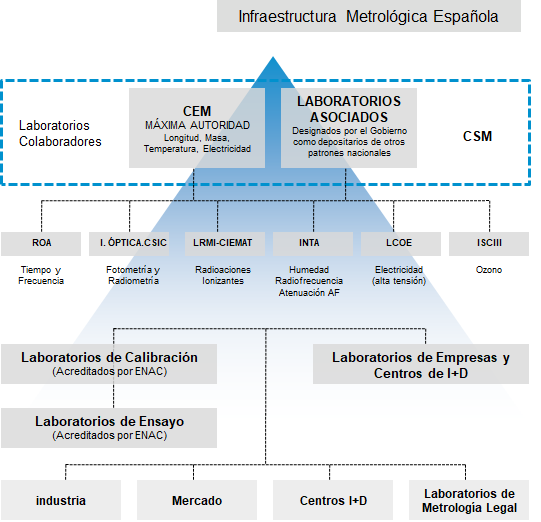 Infraestructura Metrológica Española
Laboratorios
Colaboradores
CEM
MÁXIMA AUTORIDAD
Longitud, Masa,
Temperatura, Electricidad
LABORATORIOS
ASOCIADOS
Designados por el Gobierno
como depositarios de otros
patrones nacionales
CSM
ROA
Tiempo y
Frecuencia
I. ÓPTICA.CSIC
Fotometría y
Radiometría
LRMI-CIEMAT
Radioaciones
Ionizantes
INTA
Humedad
Radiofrecuencia
Atenuación AF
LCOE
Electricidad
(alta tensión)
ISCIII
Ozono
Laboratorios de Calibración
(Acreditados por ENAC)
Laboratorios de Empresas y
Centros de I+D
Laboratorios de Ensayo
(Acreditados por ENAC)
industria
Mercado
Centros I+D
Laboratorios de
Metrología Legal